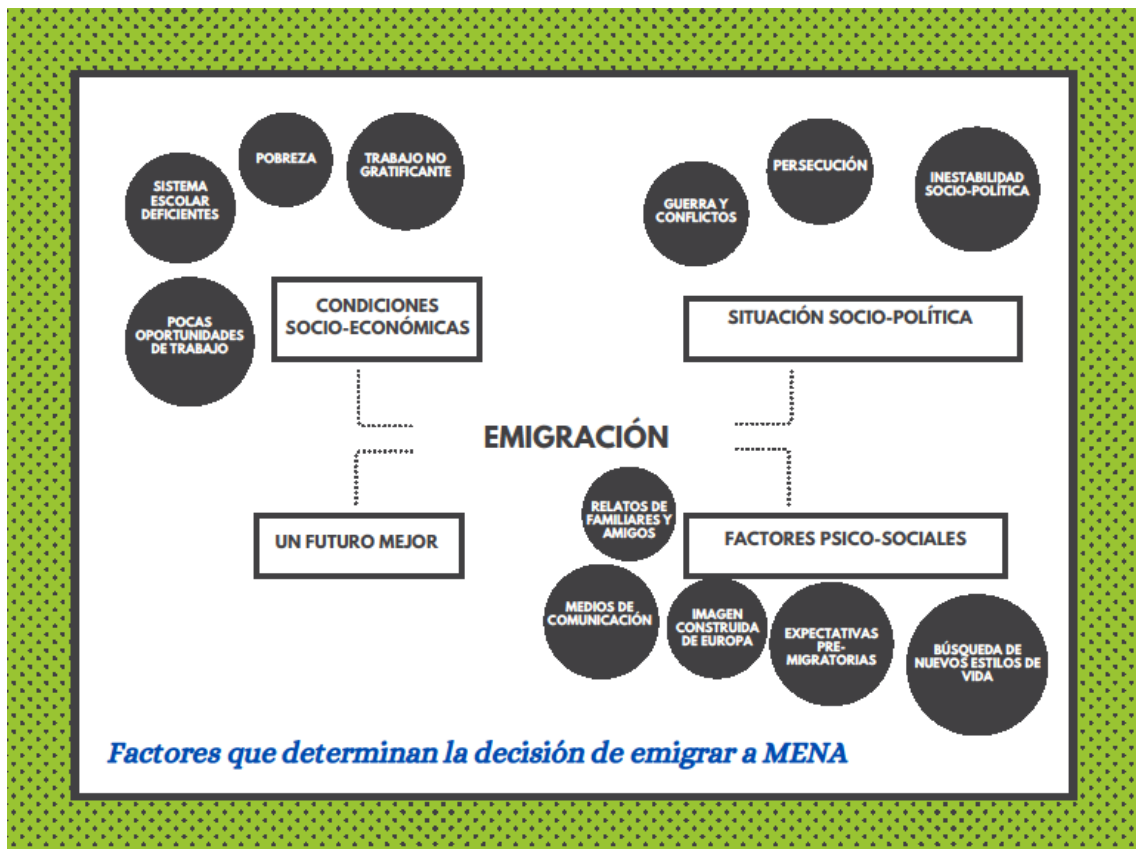 POBREZA
TRABAJO NO
GRATIFICANTE
SISTEMA
ESCOLAR
DEFICIENTES
POCAS
OPORTUNIDADES
DE TRABAJO
CONDICIONES
SOCIO-ECONÓMICAS
PERSECUCIÓN
INESTABILIDAD
SOCIO-POLÍTICA
GUERRA Y
CONFLICTOS
SITUACIÓN SOCIO-POLÍTICA
EMIGRACIÓN
UN FUTURO MEJOR
RELATOS DE
FAMILIARES Y
AMIGOS
FACTORES PSICO-SOCIALES
MEDIOS DE
COMUNICACIÓN
IMAGEN
CONSTRUIDA
DE EUROPA
EXPECTATIVAS
PRE-
MIGRATORIAS
BÚSQUEDA DE
NUEVOS ESTILOS DE
VIDA
Factores que determinan la decisión de emigrar a MENA